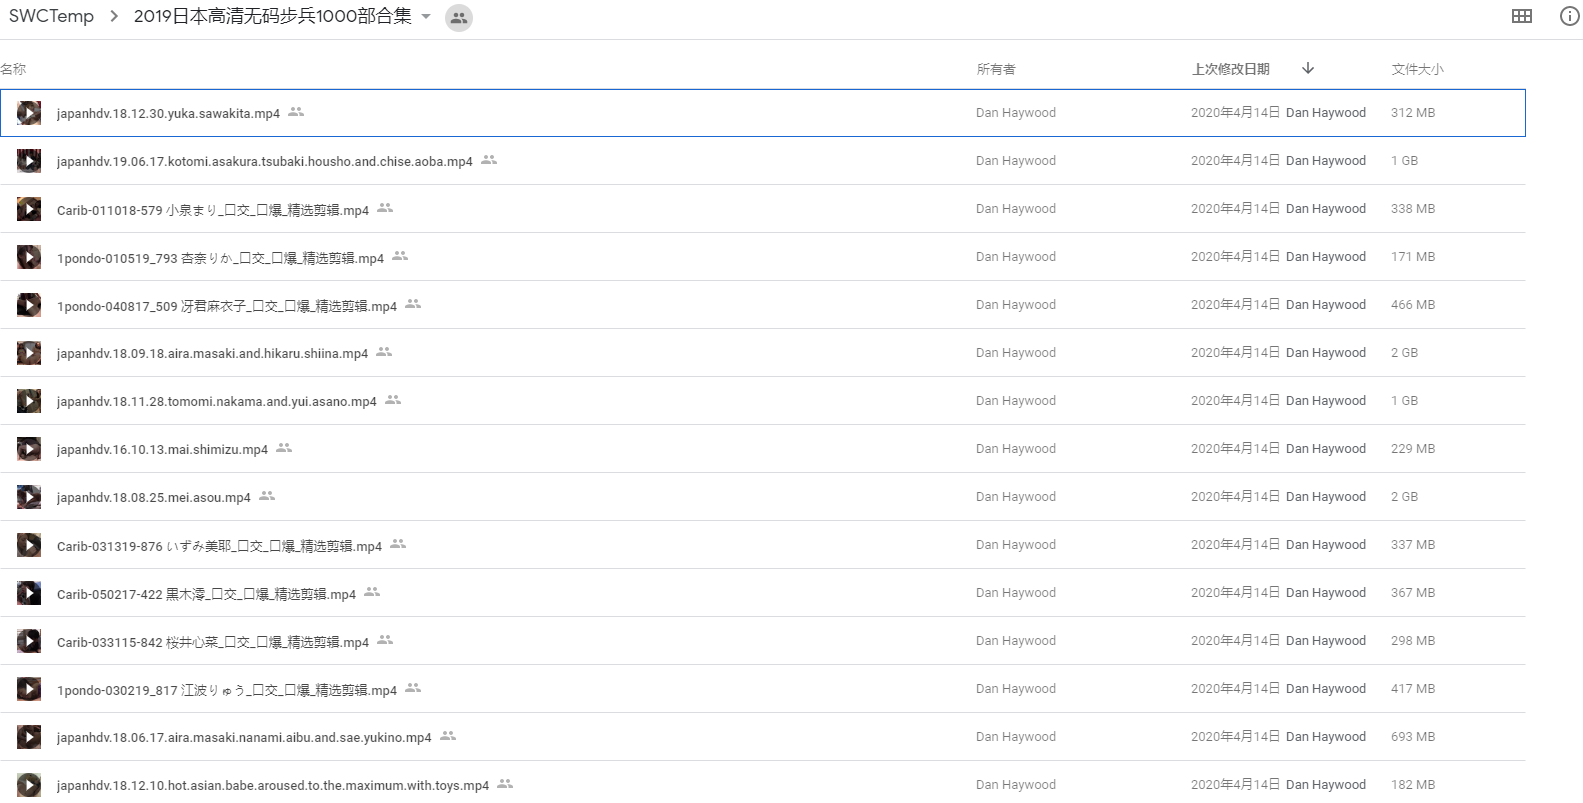 SWCTemp > 2019日本高清无码步兵1000部合集
名称 所有者 上次修改日期 文件大小
japanhdv.18.12.30.yuka.sawakita.mp4 Dan Haywood 2020年4月14日 Dan Haywood 312 MB
japanhdv.19.06.17.kotomi.asakura.tsubaki.housho.and.chise.aoba.mp4 Dan Haywood 2020年4月14日 Dan Haywood 1 GB
Carib-011018-579 小泉まり_口交_口爆_精选剪辑.mp4 Dan Haywood 2020年4月14日 Dan Haywood 338 MB
1pondo-010519_793 杏奈りか_口交_口爆_精选剪辑.mp4 Dan Haywood 2020年4月14日 Dan Haywood 171 MB
1pondo-040817_509 冴君麻衣子_口交_口爆_精选剪辑.mp4 Dan Haywood 2020年4月14日 Dan Haywood 466 MB
japanhdv.18.09.18.aira.masaki.and.hikaru.shiina.mp4 Dan Haywood 2020年4月14日 Dan Haywood 2 GB
japanhdv.18.11.28.tomomi.nakama.and.yui.asano.mp4 Dan Haywood 2020年4月14日 Dan Haywood 1 GB
japanhdv.16.10.13.mai.shimizu.mp4 Dan Haywood 2020年4月14日 Dan Haywood 229 MB
japanhdv.18.08.25.mei.asou.mp4 Dan Haywood 2020年4月14日 Dan Haywood 2 GB
Carib-031319-876 いずみ美耶_口交_口爆_精选剪辑.mp4 Dan Haywood 2020年4月14日 Dan Haywood 337 MB
Carib-050217-422 黒木澪_口交_口爆_精选剪辑.mp4 Dan Haywood 2020年4月14日 Dan Haywood 367 MB
Carib-033115-842 桜井心菜_口交_口爆_精选剪辑.mp4 Dan Haywood 2020年4月14日 Dan Haywood 298 MB
1pondo-030219_817 江波りゅう_口交_口爆_精选剪辑.mp4 Dan Haywood 2020年4月14日 Dan Haywood 417 MB
japanhdv.18.06.17.aira.masaki.nanami.aibu.and.sae.yukino.mp4 Dan Haywood 2020年4月14日 Dan Haywood 693 MB
japanhdv.18.12.10.hot.asian.babe.aroused.to.the.maximum.with.toys.mp4 Dan Haywood 2020年4月14日 Dan Haywood 182 MB